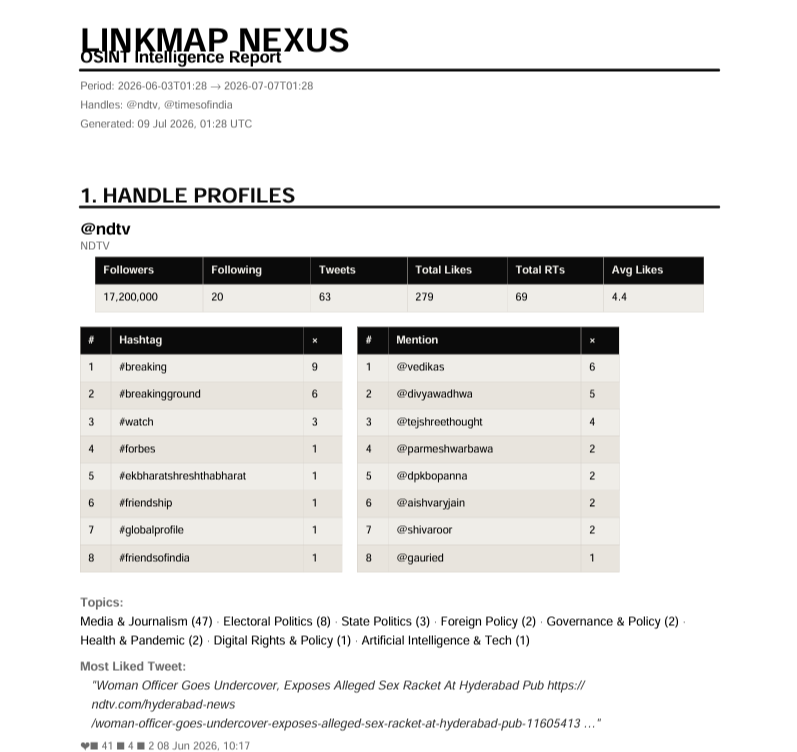 LINKMAP NEXUS
OSINT Intelligence Report
Period: 2026-06-03T01:28 → 2026-07-07T01:28
Handles: @ndtv, @timesofindia
Generated: 09 Jul 2026, 01:28 UTC
1. HANDLE PROFILES
@ndtv
NDTV
Followers Following Tweets Total Likes Total RTs Avg Likes
17,200,000 20 63 279 69 4.4
# Hashtag × # Mention ×
1 #breaking 9 1 @vedikas 6
2 #breakingground 6 2 @divyawadhwa 5
3 #watch 3 3 @tejshreethought 4
4 #forbes 1 4 @parmeshwarbawa 2
5 #ekbharatshreshthabharat 1 5 @dpkbopanna 2
6 #friendship 1 6 @aishvaryjain 2
7 #globalprofile 1 7 @shivaroor 2
8 #friendsofindia 1 8 @gauried 1
Topics:
Media & Journalism (47) · Electoral Politics (8) · State Politics (3) · Foreign Policy (2) · Governance & Policy (2) ·
Health & Pandemic (2) · Digital Rights & Policy (1) · Artificial Intelligence & Tech (1)
Most Liked Tweet:
"Woman Officer Goes Undercover, Exposes Alleged Sex Racket At Hyderabad Pub https://
ndtv.com/hyderabad-news
/woman-officer-goes-undercover-exposes-alleged-sex-racket-at-hyderabad-pub-11605413 …"
❤■ 41 ■ 4 ■ 2 08 Jun 2026, 10:17